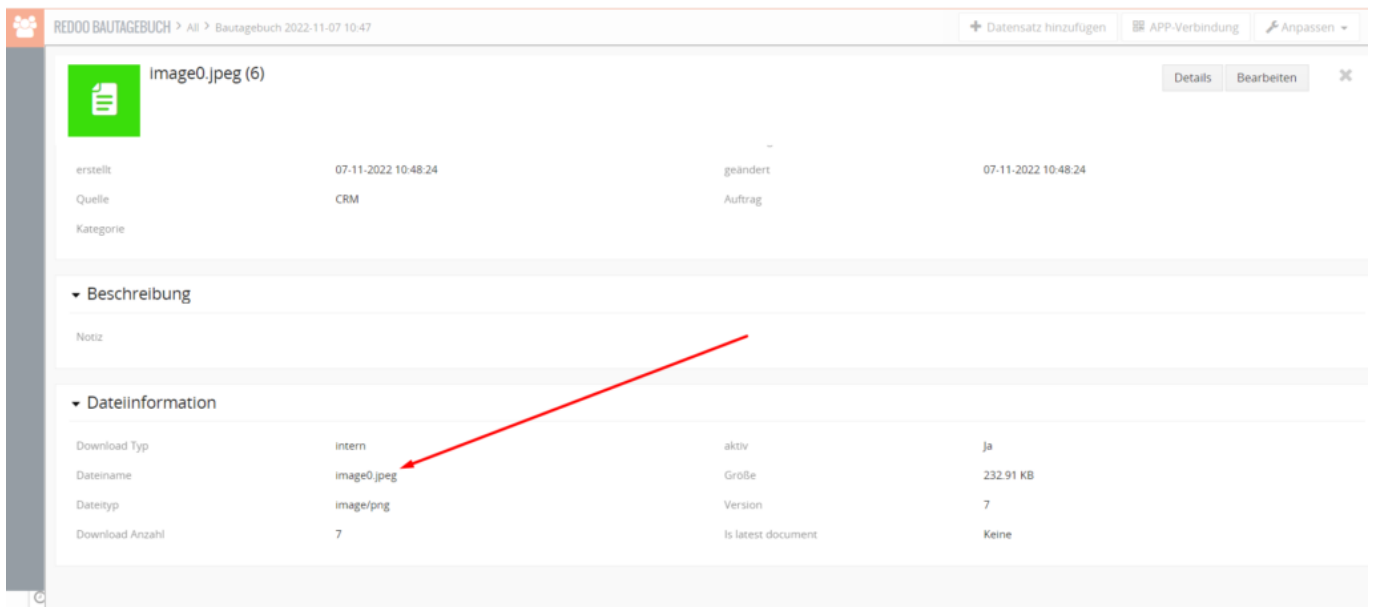 REDOO BAUTAGEBUCH > All > Bautagebuch 2022-11-07 10:47
+ Datensatz hinzufügen
APP-Verbindung
Anpassen
image0.jpeg (6)
Details
Bearbeiten
erstellt 07-11-2022 10:48:24 geändert 07-11-2022 10:48:24
Quelle CRM Auftrag
Kategorie
Beschreibung
Notiz
Dateiinformation
Download Typ intern aktiv Ja
Dateiname image0.jpeg Größe 232.91 KB
Dateityp image/png Version 7
Download Anzahl 7 Is latest document Keine